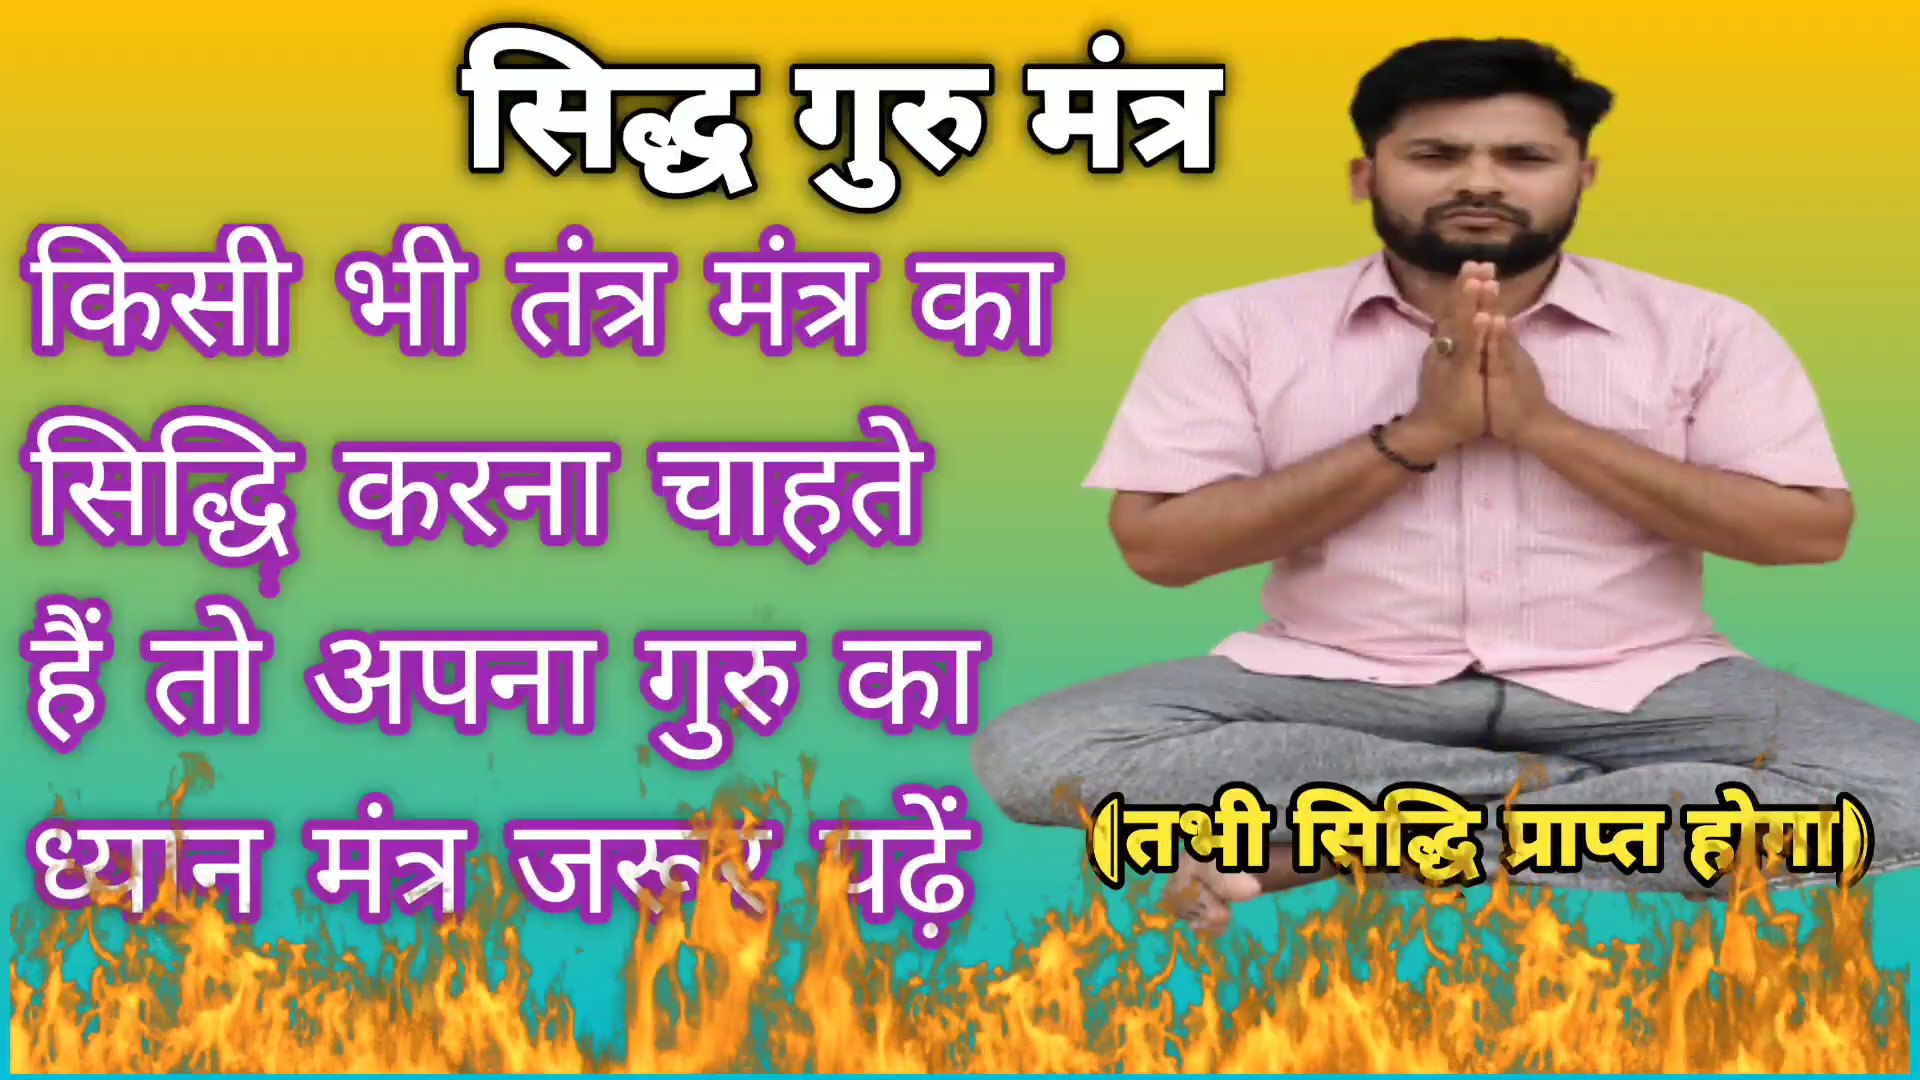 सिद्ध गुरु मंत्र
किसी भी तंत्र मंत्र का
सिद्धि करना चाहते
हैं तो अपना गुरु का
ध्यान मंत्र जरूर पढ़ें
(तभी सिद्धि प्राप्त होगा)